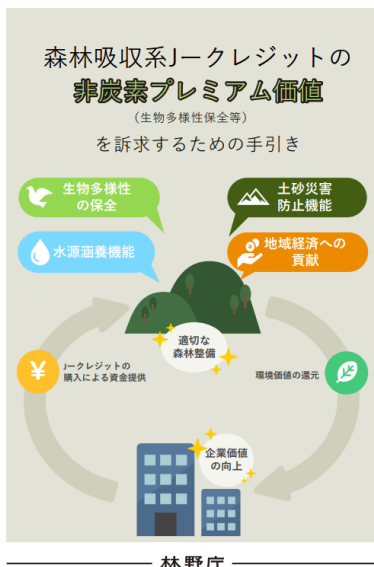 森林吸収系Jークレジットの
非炭素プレミアム価値
（生物多様性保全等）
を訴求するための手引き
生物多様性
の保全
土砂災害
防止機能
水源涵養機能
地域経済への
貢献
適切な
森林整備
¥
Jークレジットの
購入による資金提供
環境価値の還元
企業価値
の向上
林野庁